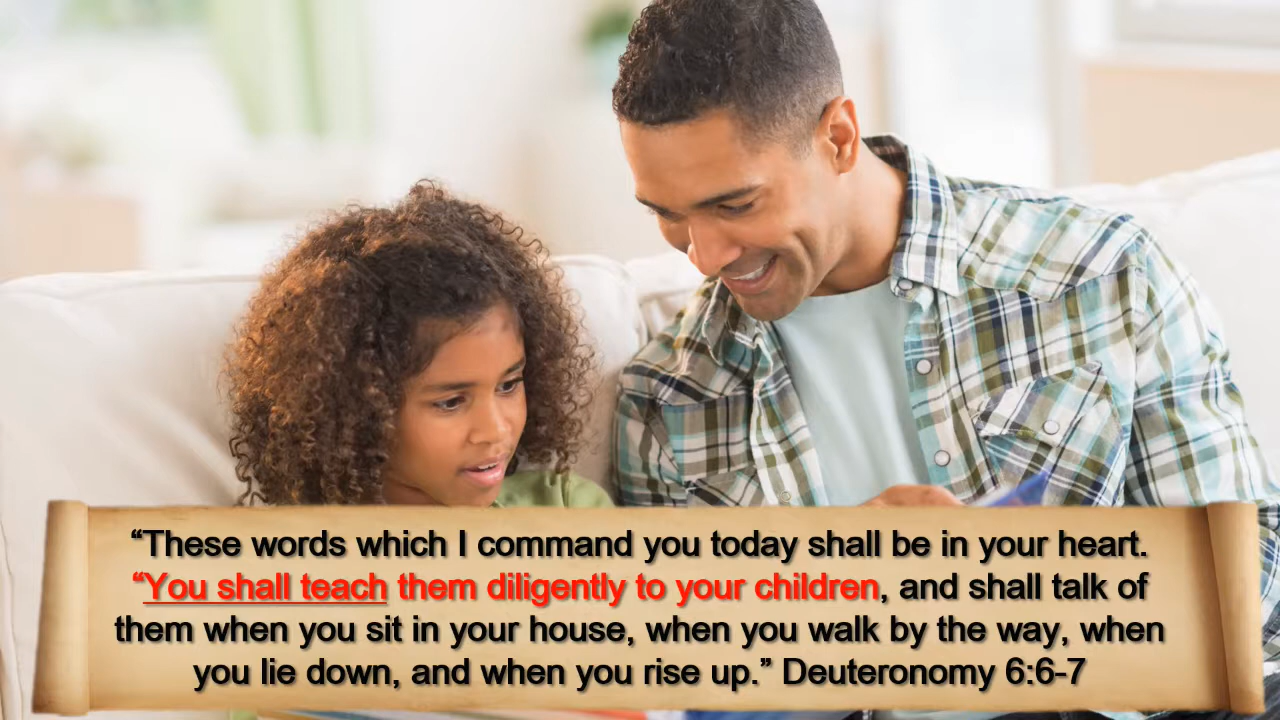 “These words which I command you today shall be in your heart.
“You shall teach them diligently to your children, and shall talk of
them when you sit in your house, when you walk by the way, when
you lie down, and when you rise up.” Deuteronomy 6:6-7